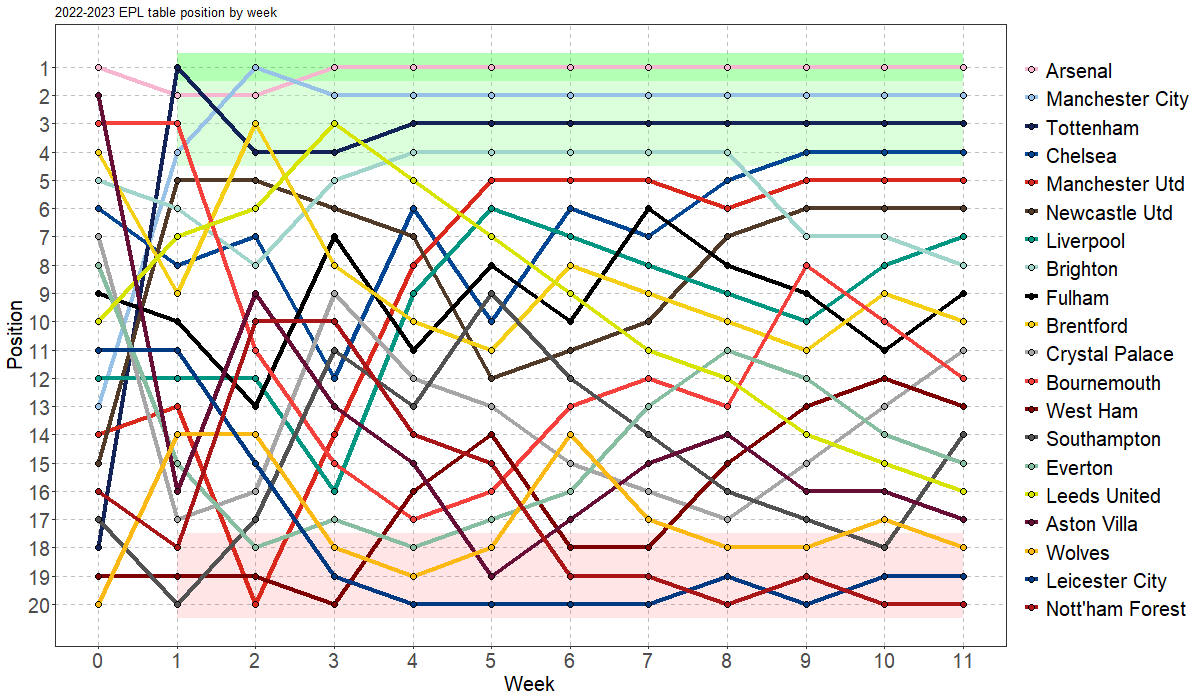 2022-2023 EPL table position by week
Position
1
2
3
4
5
6
7
8
9
10
11
12
13
14
15
16
17
18
19
20
0 1 2 3 4 5 6 7 8 9 10 11
Week
Arsenal
Manchester City
Tottenham
Chelsea
Manchester Utd
Newcastle Utd
Liverpool
Brighton
Fulham
Brentford
Crystal Palace
Bournemouth
West Ham
Southampton
Everton
Leeds United
Aston Villa
Wolves
Leicester City
Nott'ham Forest